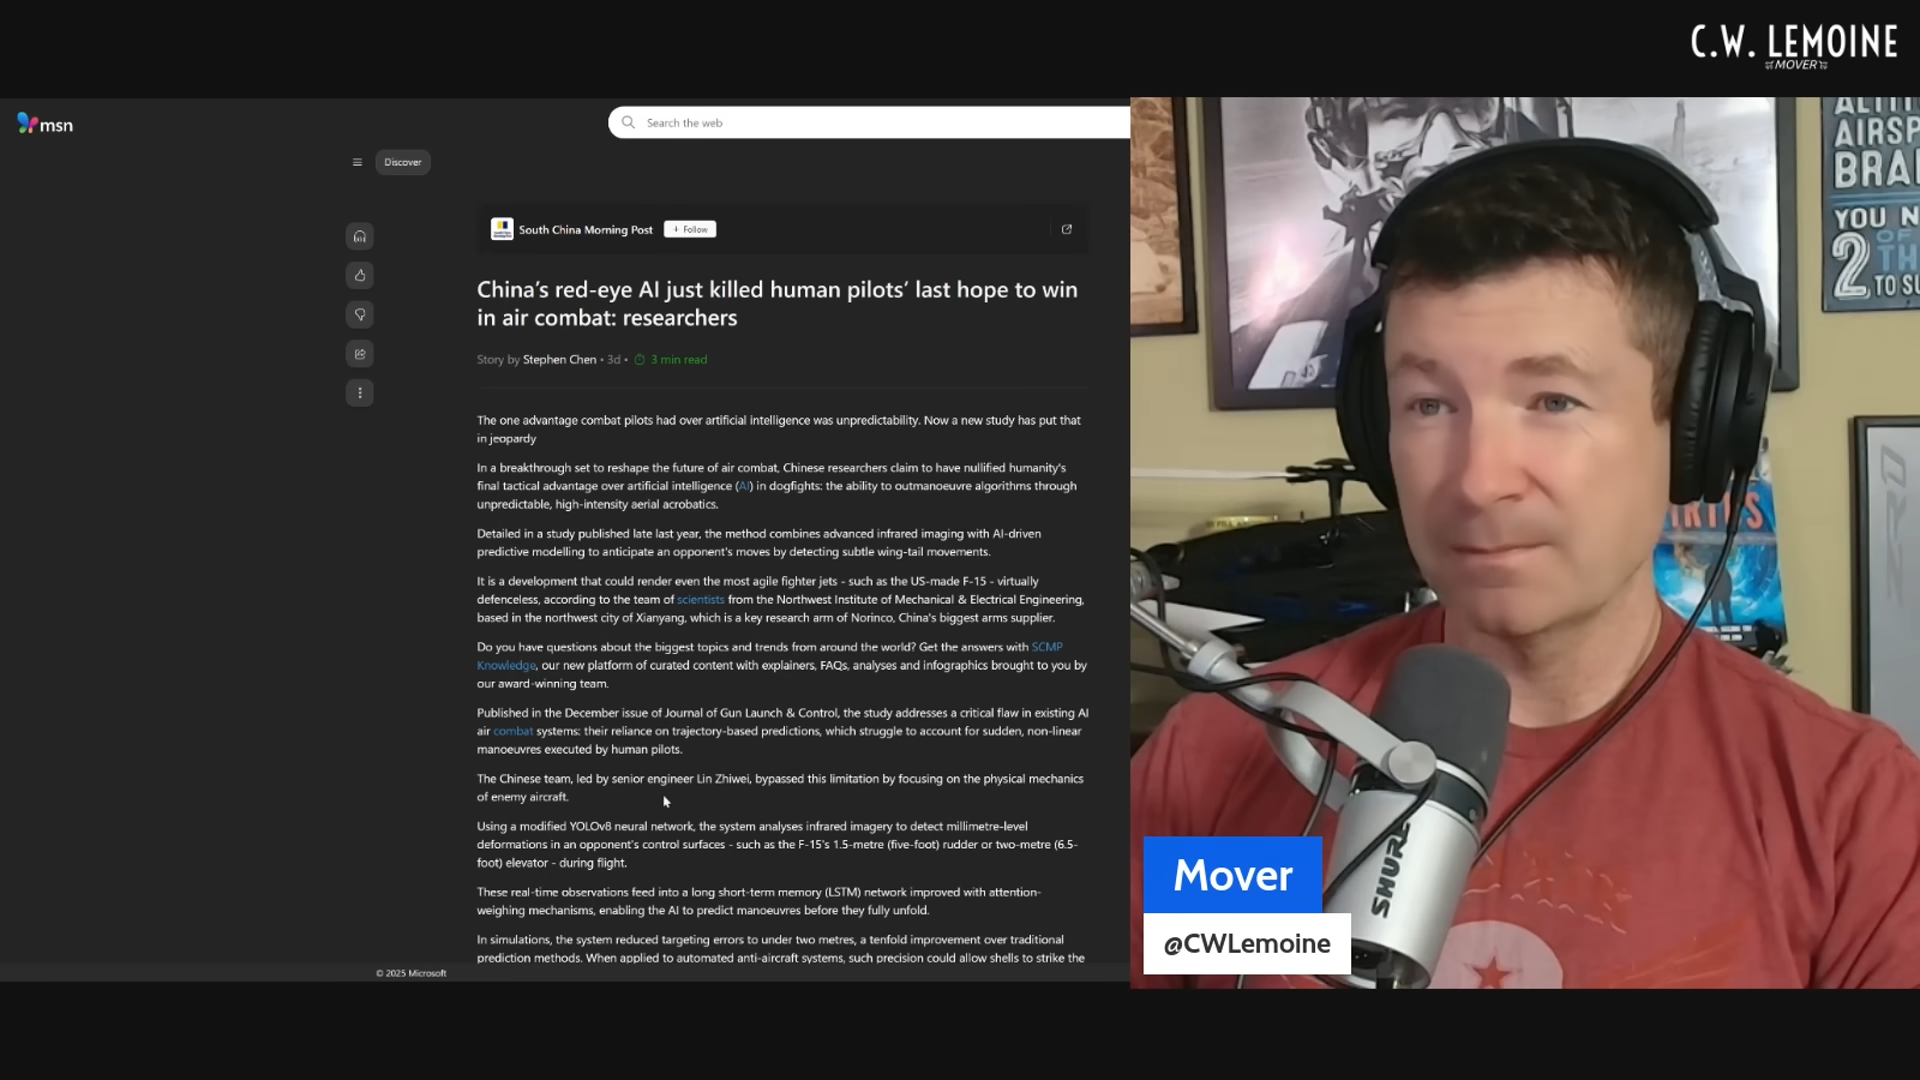 C.W. LEMOINE
MOVER
msn
Search the web
Discover
South China Morning Post
+ Follow
China's red-eye AI just killed human pilots' last hope to win
in air combat: researchers
Story by Stephen Chen • 3d • 3 min read
The one advantage combat pilots had over artificial intelligence was unpredictability. Now a new study has put that
in jeopardy
In a breakthrough set to reshape the future of air combat, Chinese researchers claim to have nullified humanity's
final tactical advantage over artificial intelligence (AI) in dogfights: the ability to outmanoeuvre algorithms through
unpredictable, high-intensity aerial acrobatics.
Detailed in a study published late last year, the method combines advanced infrared imaging with AI-driven
predictive modelling to anticipate an opponent's moves by detecting subtle wing-tail movements.
It is a development that could render even the most agile fighter jets - such as the US-made F-15 - virtually
defenceless, according to the team of scientists from the Northwest Institute of Mechanical & Electrical Engineering,
based in the northwest city of Xianyang, which is a key research arm of Norinco, China's biggest arms supplier.
Do you have questions about the biggest topics and trends from around the world? Get the answers with SCMP
Knowledge, our new platform of curated content with explainers, FAQs, analyses and infographics brought to you by
our award-winning team.
Published in the December issue of Journal of Gun Launch & Control, the study addresses a critical flaw in existing AI
air combat systems: their reliance on trajectory-based predictions, which struggle to account for sudden, non-linear
manoeuvres executed by human pilots.
The Chinese team, led by senior engineer Lin Zhiwei, bypassed this limitation by focusing on the physical mechanics
of enemy aircraft.
Using a modified YOLOv8 neural network, the system analyses infrared imagery to detect millimetre-level
deformations in an opponent's control surfaces - such as the F-15's 1.5-metre (five-foot) rudder or two-metre (6.5-
foot) elevator - during flight.
These real-time observations feed into a long short-term memory (LSTM) network improved with attention-
weighing mechanisms, enabling the AI to predict manoeuvres before they fully unfold.
In simulations, the system reduced targeting errors to under two metres, a tenfold improvement over traditional
prediction methods. When applied to automated anti-aircraft systems, such precision could allow shells to strike the
© 2025 Microsoft
YOU N
2 OF
TH
TO SU
SHURE
Mover
@CWLemoine